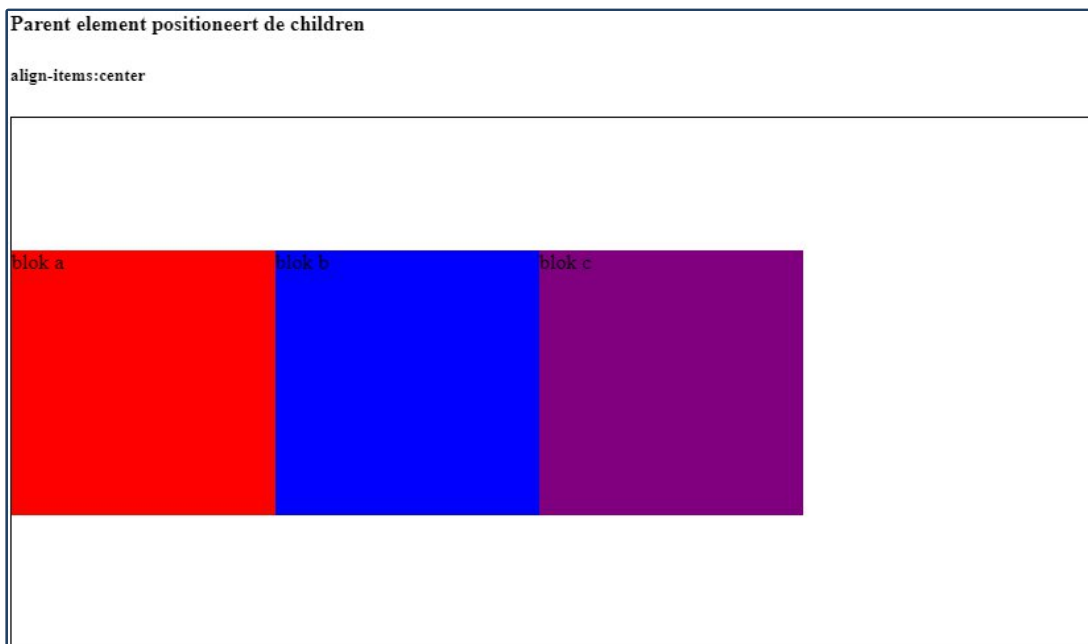 Parent element positioneert de children
align-items:center
blok a
blok b
blok c